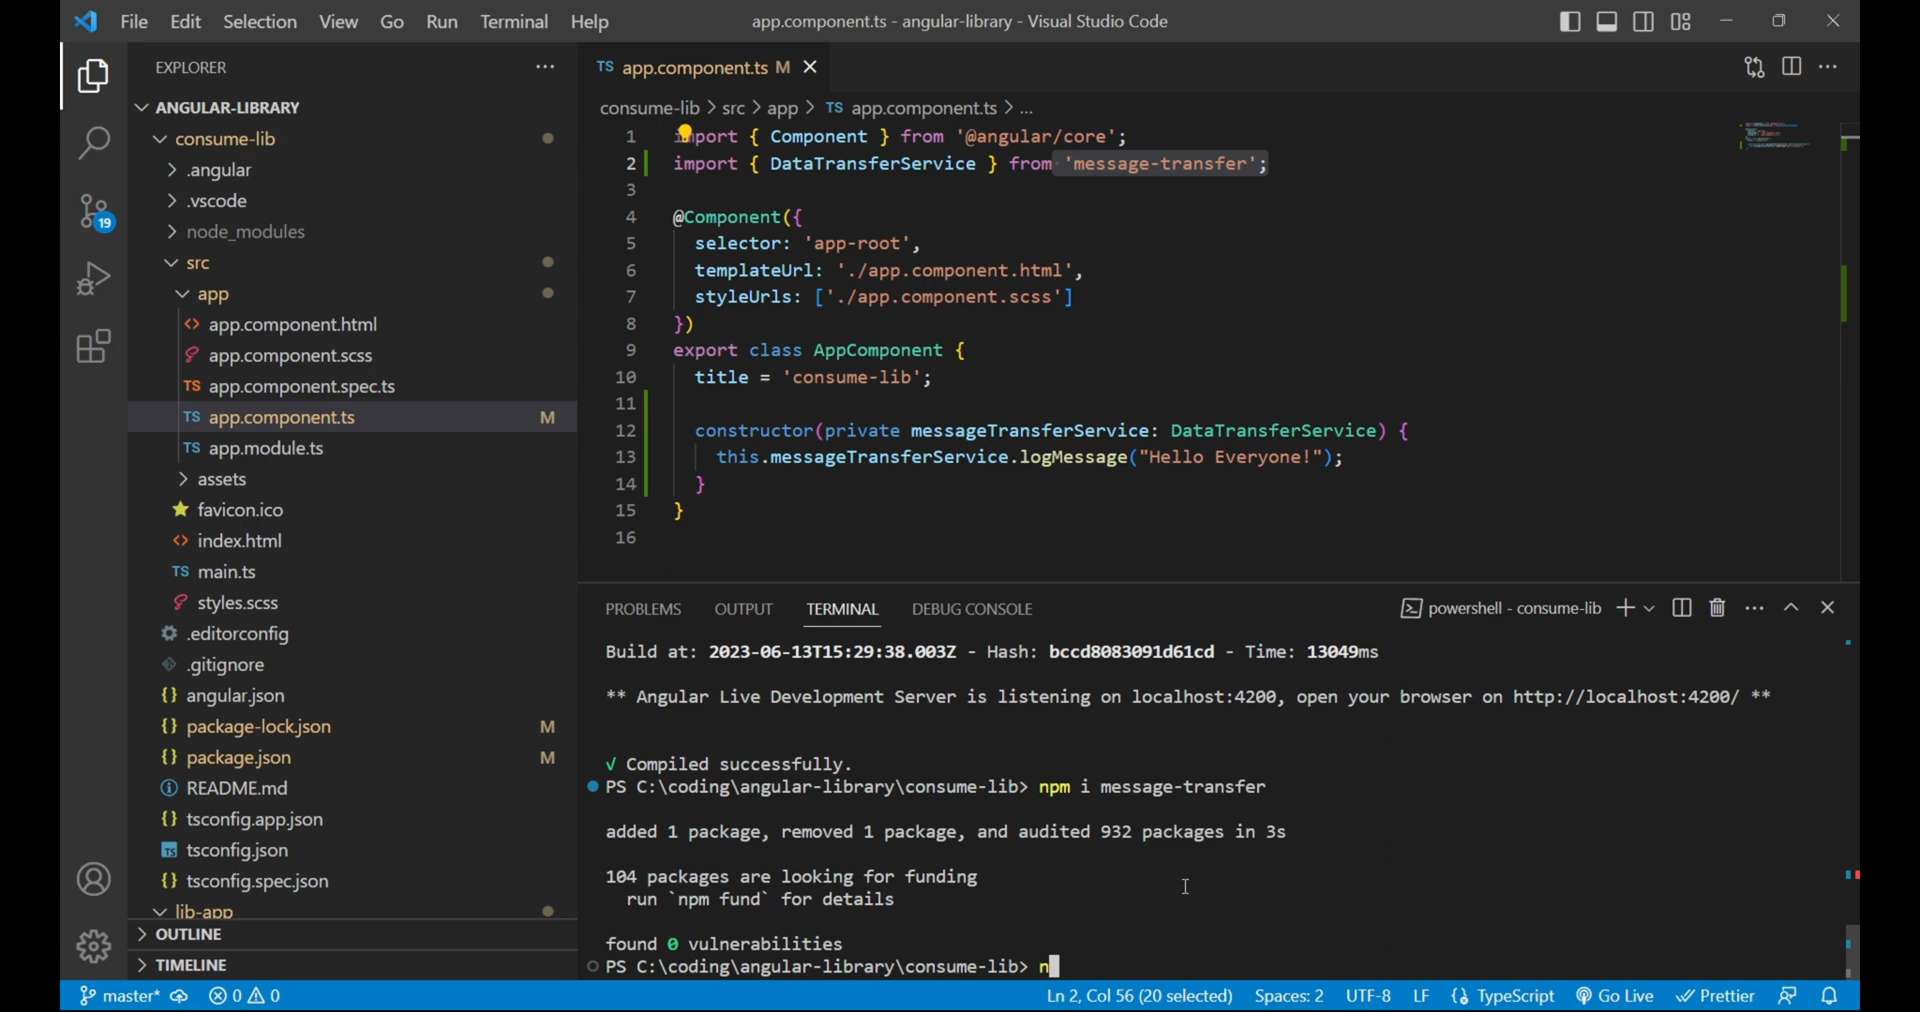 File Edit Selection View Go Run Terminal Help
app.component.ts - angular-library - Visual Studio Code
EXPLORER
ANGULAR-LIBRARY
consume-lib
.angular
.vscode
node_modules
src
app
app.component.html
app.component.scss
app.component.spec.ts
TS app.component.ts M
TS app.module.ts
assets
favicon.ico
index.html
TS main.ts
styles.scss
.editorconfig
.gitignore
{} angular.json
{} package-lock.json M
{} package.json M
README.md
{} tsconfig.app.json
TS tsconfig.json
{} tsconfig.spec.json
lib-app
OUTLINE
TIMELINE
19
TS app.component.ts M
consume-lib > src > app > TS app.component.ts > ...
1 import { Component } from '@angular/core';
2 import { DataTransferService } from 'message-transfer';
3
4 @Component({
5 selector: 'app-root',
6 templateUrl: './app.component.html',
7 styleUrls: ['./app.component.scss']
8 })
9 export class AppComponent {
10 title = 'consume-lib';
11
12 constructor(private messageTransferService: DataTransferService) {
13 this.messageTransferService.logMessage("Hello Everyone!");
14 }
15 }
16
PROBLEMS OUTPUT TERMINAL DEBUG CONSOLE
powershell - consume-lib
Build at: 2023-06-13T15:29:38.003Z - Hash: bccd8083091d61cd - Time: 13049ms
** Angular Live Development Server is listening on localhost:4200, open your browser on http://localhost:4200/ **
√ Compiled successfully.
PS C:\coding\angular-library\consume-lib> npm i message-transfer
added 1 package, removed 1 package, and audited 932 packages in 3s
104 packages are looking for funding
run `npm fund` for details
found 0 vulnerabilities
PS C:\coding\angular-library\consume-lib> n
master* 0 0
Ln 2, Col 56 (20 selected) Spaces: 2 UTF-8 LF {} TypeScript Go Live Prettier